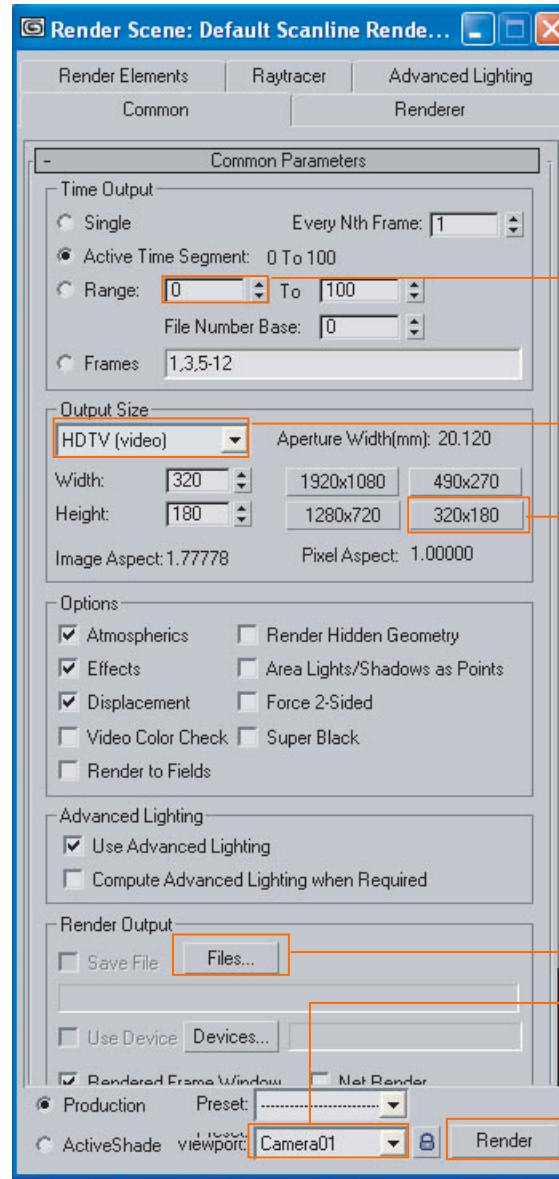 Render Scene: Default Scanline Rende...
Render Elements Raytracer Advanced Lighting
Common Renderer
- Common Parameters
Time Output
Single Every Nth Frame: 1
Active Time Segment: 0 To 100
Range: 0 To 100
File Number Base: 0
Frames 1,3,5-12
Output Size
HDTV (video) Aperture Width(mm): 20.120
Width: 320 1920x1080 490x270
Height: 180 1280x720 320x180
Image Aspect: 1.77778 Pixel Aspect: 1.00000
Options
Atmospherics Render Hidden Geometry
Effects Area Lights/Shadows as Points
Displacement Force 2-Sided
Video Color Check Super Black
Render to Fields
Advanced Lighting
Use Advanced Lighting
Compute Advanced Lighting when Required
Render Output
Save File Files...
Use Device Devices...
Rendered Frame Window Net Render
Production Preset: --------------------
ActiveShade viewport: Camera01 Render